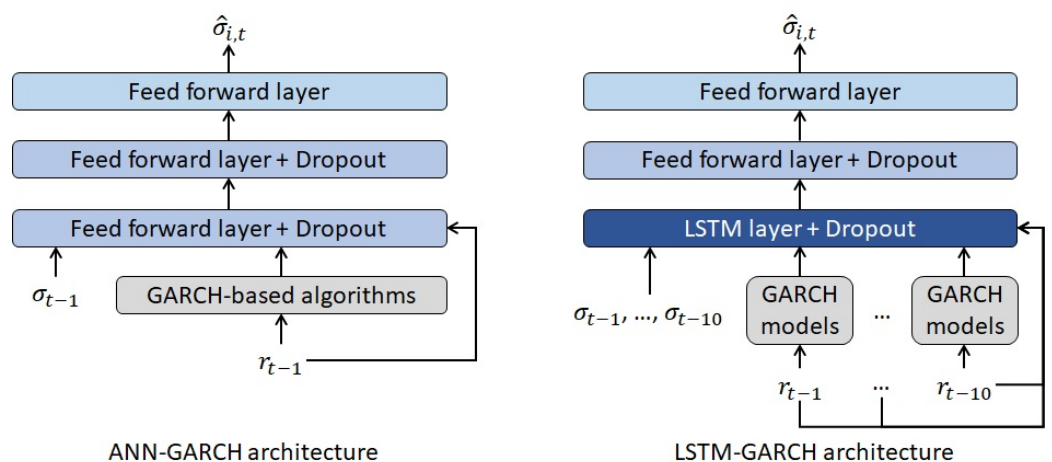 σ̂i,t
Feed forward layer
Feed forward layer + Dropout
Feed forward layer + Dropout
σt−1
GARCH-based algorithms
rt−1
ANN-GARCH architecture
σ̂i,t
Feed forward layer
Feed forward layer + Dropout
LSTM layer + Dropout
σt−1, …, σt−10
GARCH
models
...
GARCH
models
rt−1
...
rt−10
LSTM-GARCH architecture